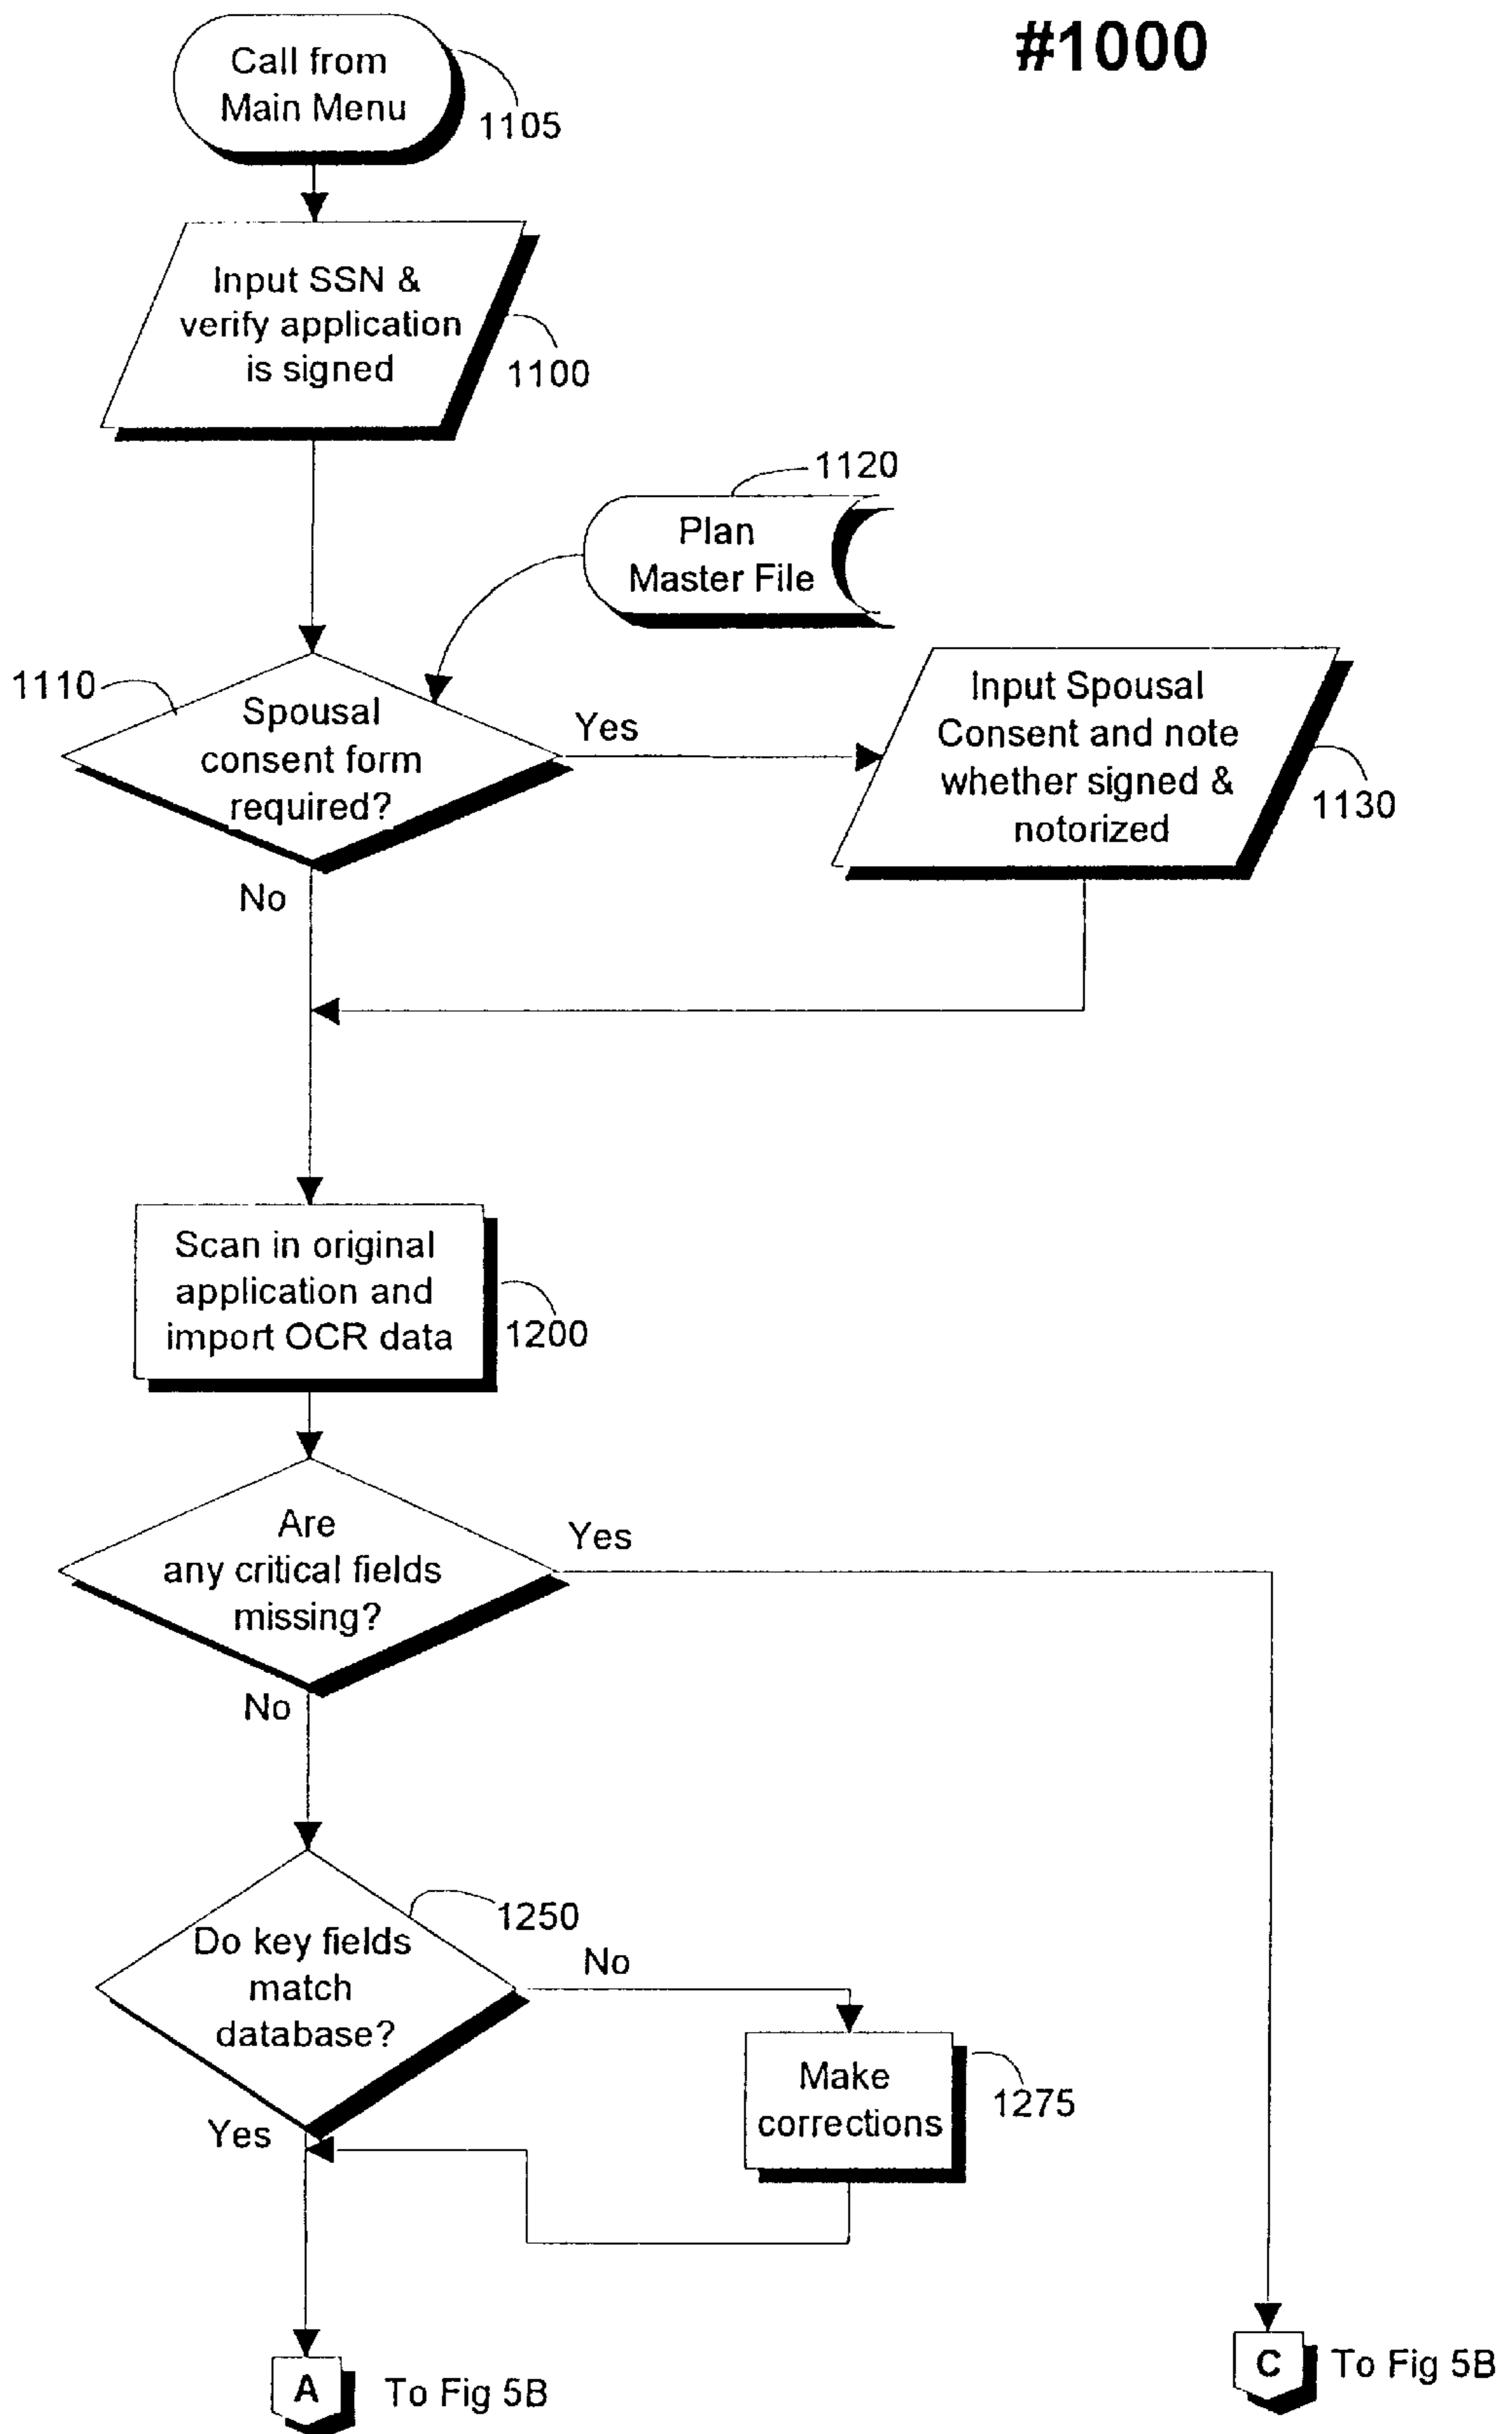 #1000
Call from
Main Menu
1105
Input SSN &
verify application
is signed
1100
1120
Plan
Master File
1110
Spousal
consent form
required?
Yes
No
Input Spousal
Consent and note
whether signed &
notorized
1130
Scan in original
application and
import OCR data
1200
Are
any critical fields
missing?
Yes
No
1250
Do key fields
match
database?
No
Yes
Make
corrections
1275
A
To Fig 5B
C
To Fig 5B